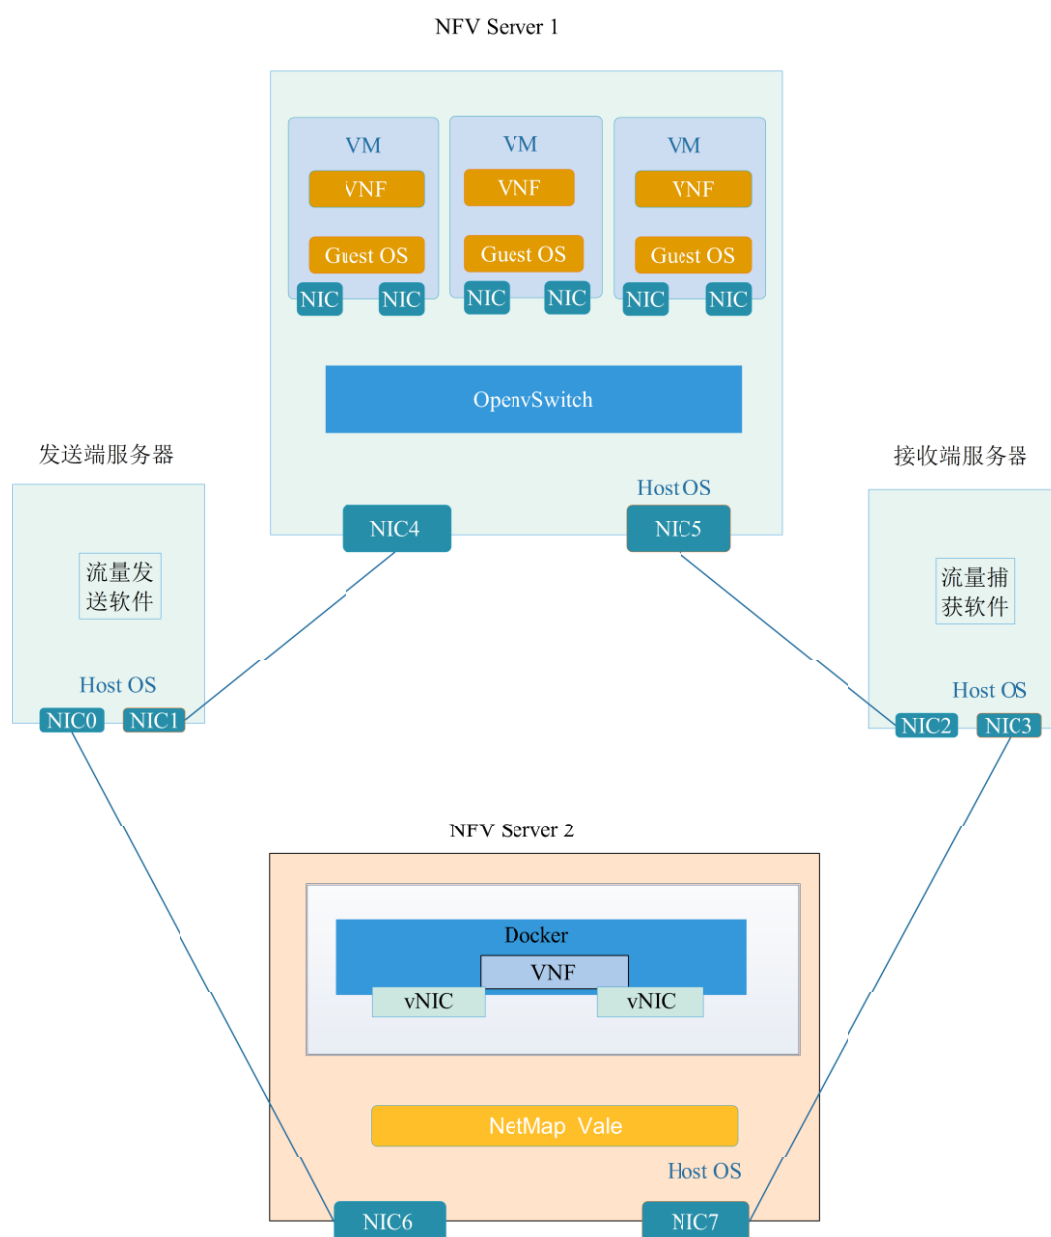 NFV Server 1
VM
VM
VM
VNF
VNF
VNF
Guest OS
Guest OS
Guest OS
NIC
NIC
NIC
NIC
NIC
NIC
OpenvSwitch
Host OS
NIC4
NIC5
发送端服务器
流量发
送软件
Host OS
NIC0
NIC1
接收端服务器
流量捕
获软件
Host OS
NIC2
NIC3
NFV Server 2
Docker
VNF
vNIC
vNIC
NetMap Vale
Host OS
NIC6
NIC7